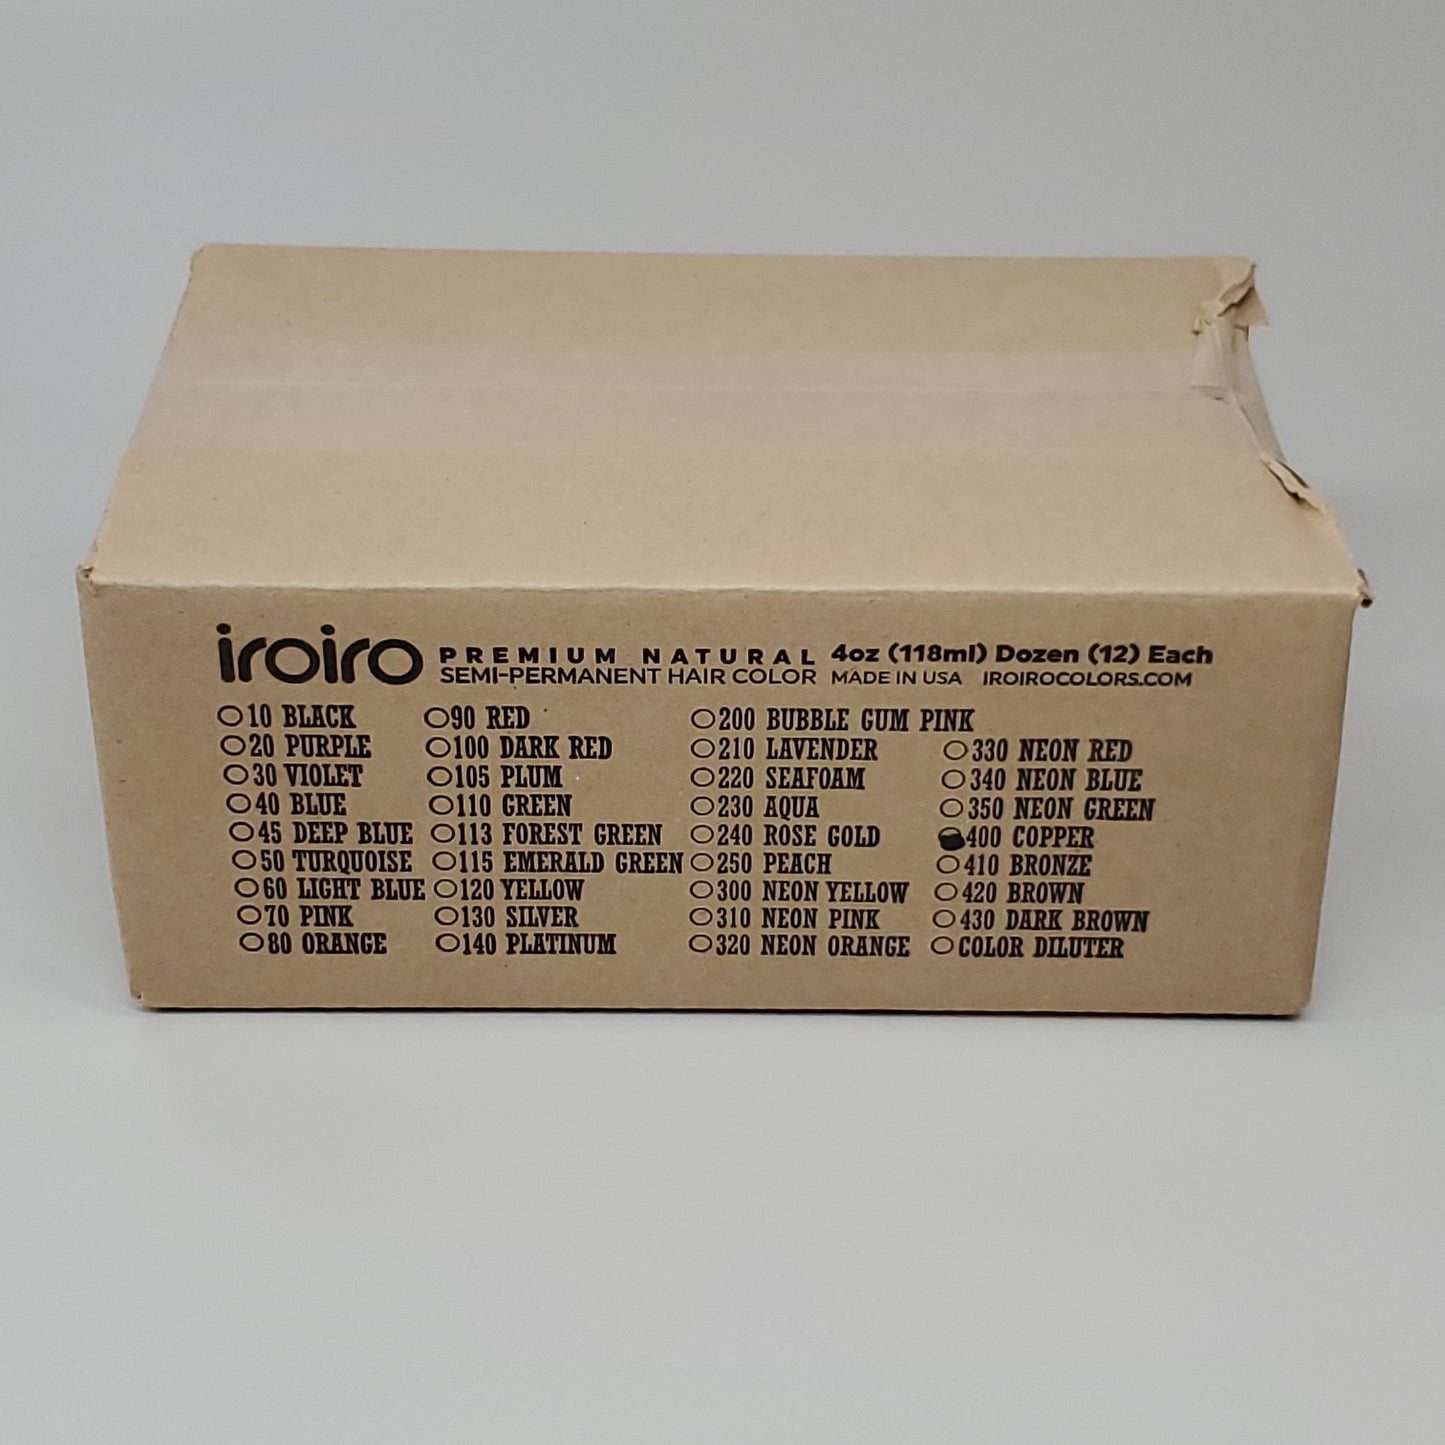 iroiro PREMIUM NATURAL 4oz (118ml) Dozen (12) Each
SEMI-PERMANENT HAIR COLOR MADE IN USA IROIROCOLORS.COM
10 BLACK
20 PURPLE
30 VIOLET
40 BLUE
45 DEEP BLUE
50 TURQUOISE
60 LIGHT BLUE
70 PINK
80 ORANGE
90 RED
100 DARK RED
105 PLUM
110 GREEN
113 FOREST GREEN
115 EMERALD GREEN
120 YELLOW
130 SILVER
140 PLATINUM
200 BUBBLE GUM PINK
210 LAVENDER
220 SEAFOAM
230 AQUA
240 ROSE GOLD
250 PEACH
300 NEON YELLOW
310 NEON PINK
320 NEON ORANGE
330 NEON RED
340 NEON BLUE
350 NEON GREEN
400 COPPER
410 BRONZE
420 BROWN
430 DARK BROWN
COLOR DILUTER